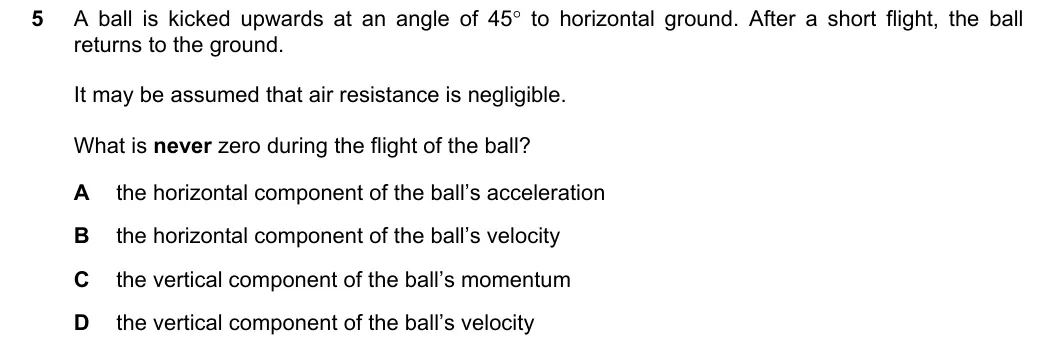 5 A ball is kicked upwards at an angle of 45° to horizontal ground. After a short flight, the ball
returns to the ground.
It may be assumed that air resistance is negligible.
What is never zero during the flight of the ball?
A the horizontal component of the ball's acceleration
B the horizontal component of the ball's velocity
C the vertical component of the ball's momentum
D the vertical component of the ball's velocity